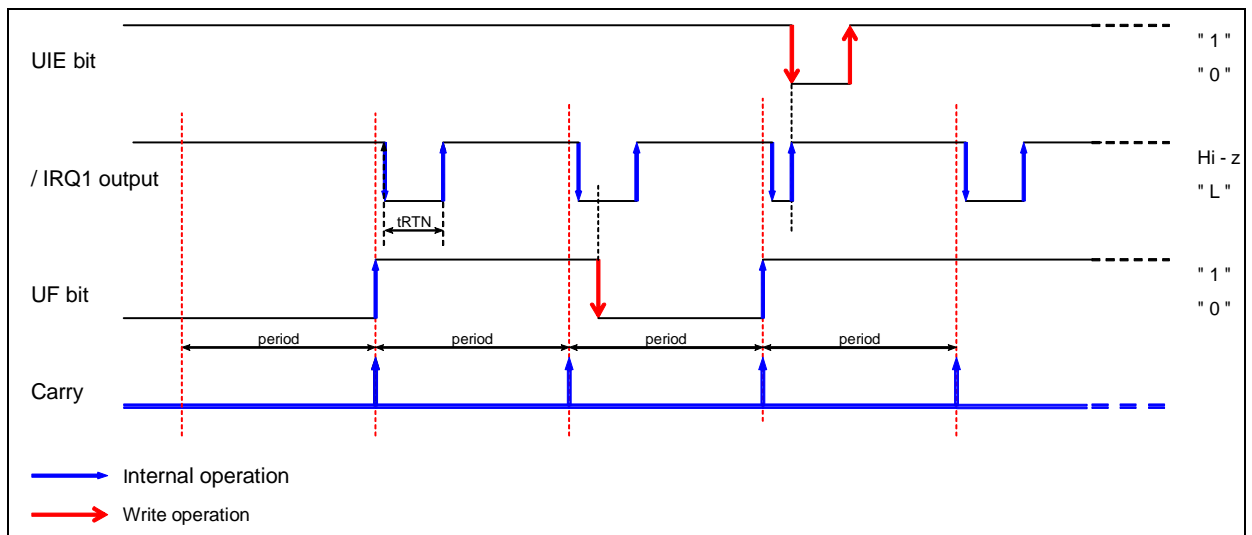 UIE bit
" 1 "
" 0 "
/ IRQ1 output
Hi - z
" L "
tRTN
UF bit
" 1 "
" 0 "
period period period period
Carry
Internal operation
Write operation